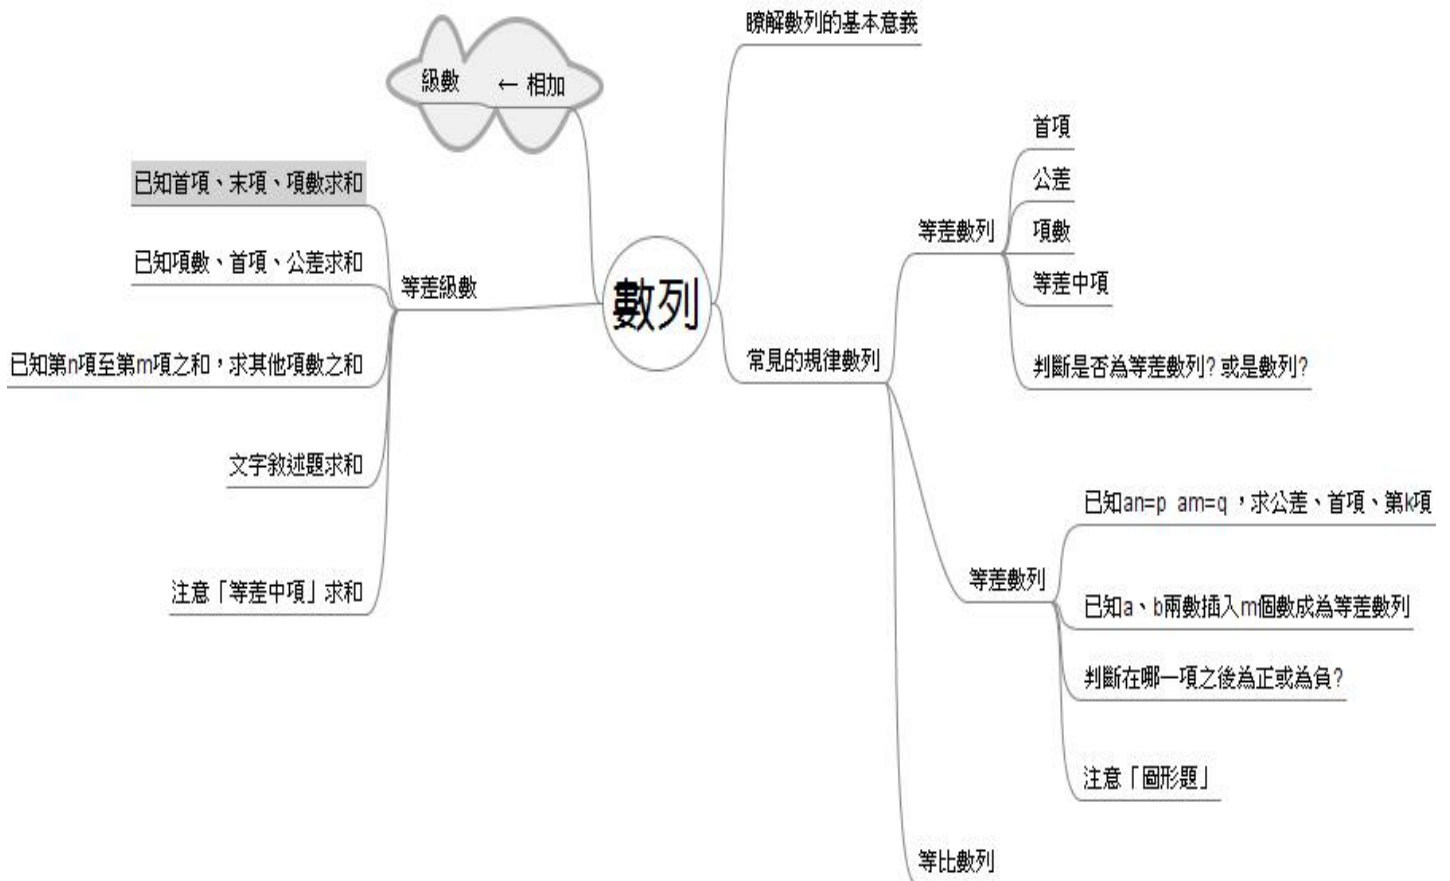 數列
瞭解數列的基本意義
常見的規律數列
等差數列
首項
公差
項數
等差中項
判斷是否為等差數列? 或是數列?
等差數列
已知an=p am=q ，求公差、首項、第k項
已知a、b兩數插入m個數成為等差數列
判斷在哪一項之後為正或為負?
注意「圖形題」
等比數列
← 相加
級數
等差級數
已知首項、末項、項數求和
已知項數、首項、公差求和
已知第n項至第m項之和，求其他項數之和
文字敘述題求和
注意「等差中項」求和